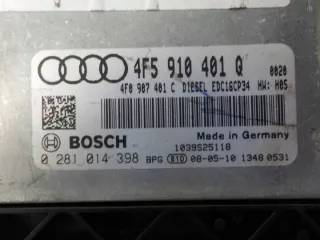 4F5 910 401 Q 0020
4F0 907 401 C DIESEL EDC16CP34 HW: H05
BOSCH Made in Germany
1039S25118
0 281 014 398 BPG 810 08-05-10 1348 0531